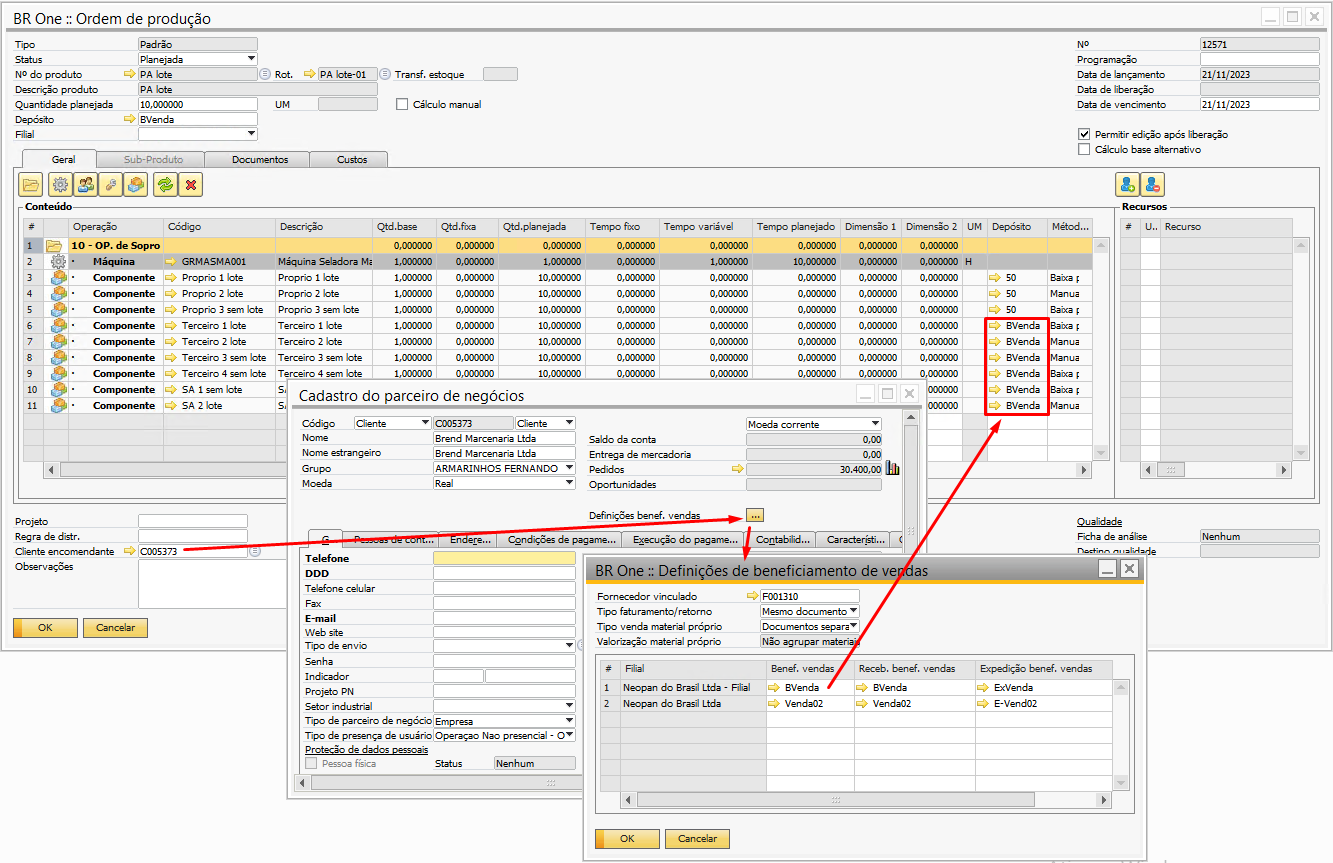 BR One :: Ordem de produção
Tipo Padrão Nº 12571
Status Planejada Programação
Nº do produto PA lote Rot. PA lote-01 Transf. estoque Data de lançamento 21/11/2023
Descrição produto PA lote Data de liberação
Quantidade planejada 10,000000 UM Cálculo manual Data de vencimento 21/11/2023
Depósito BVenda
Filial Permitir edição após liberação
Cálculo base alternativo
Geral Sub-Produto Documentos Custos
Conteúdo Recursos
# Operação Código Descrição Qtd.base Qtd.fixa Qtd.planejada Tempo fixo Tempo variável Tempo planejado Dimensão 1 Dimensão 2 UM Depósito Métod... # U.. Recurso
1 10 - OP. de Sopro 0,000000 0,000000 0,000000 0,000000 0,000000 0,000000 0,000000 0,000000
2 Máquina GRMASMA001 Máquina Seladora Ma 1,000000 0,000000 1,000000 0,000000 1,000000 10,000000 0,000000 0,000000 H
3 Componente Proprio 1 lote Proprio 1 lote 1,000000 0,000000 10,000000 0,000000 0,000000 0,000000 0,000000 0,000000 50 Baixa p
4 Componente Proprio 2 lote Proprio 2 lote 1,000000 0,000000 10,000000 0,000000 0,000000 0,000000 0,000000 0,000000 50 Manua
5 Componente Proprio 3 sem lote Proprio 3 sem lote 1,000000 0,000000 10,000000 0,000000 0,000000 0,000000 0,000000 0,000000 50 Manua
6 Componente Terceiro 1 lote Terceiro 1 lote 1,000000 0,000000 10,000000 0,000000 0,000000 0,000000 0,000000 0,000000 BVenda Baixa p
7 Componente Terceiro 2 lote Terceiro 2 lote 1,000000 0,000000 10,000000 0,000000 0,000000 0,000000 0,000000 0,000000 BVenda Manua
8 Componente Terceiro 3 sem lote Terceiro 3 sem lote 1,000000 0,000000 10,000000 0,000000 0,000000 0,000000 0,000000 0,000000 BVenda Manua
9 Componente Terceiro 4 sem lote Terceiro 4 sem lote 1,000000 0,000000 10,000000 0,000000 0,000000 0,000000 0,000000 0,000000 BVenda Baixa p
10 Componente SA 1 sem lote SA 000000 BVenda Baixa p
11 Componente SA 2 lote SA 000000 BVenda Manua
Projeto
Regra de distr. Qualidade
Cliente encomendante C005373 Ficha de análise Nenhum
Observações Destino qualidade
OK Cancelar
Cadastro do parceiro de negócios
Código Cliente C005373 Cliente Moeda corrente
Nome Brend Marcenaria Ltda Saldo da conta 0,00
Nome estrangeiro Brend Marcenaria Ltda Entrega de mercadoria 0,00
Grupo ARMARINHOS FERNANDO Pedidos 30.400,00
Moeda Real Oportunidades
Definições benef. vendas ...
G Pessoas de cont... Endere... Condições de pagame... Execução do pagame... Contabilid... Característi...
Telefone
DDD
Telefone celular
Fax
E-mail
Web site
Tipo de envio
Senha
Indicador
Projeto PN
Setor industrial
Tipo de parceiro de negócio Empresa
Tipo de presença de usuário Operaçao Nao presencial - O
Proteção de dados pessoais
Pessoa física Status Nenhum
BR One :: Definições de beneficiamento de vendas
Fornecedor vinculado F001310
Tipo faturamento/retorno Mesmo documento
Tipo venda material próprio Documentos separa
Valorização material próprio Não agrupar materiai
# Filial Benef. vendas Receb. benef. vendas Expedição benef. vendas
1 Neopan do Brasil Ltda - Filial BVenda BVenda ExVenda
2 Neopan do Brasil Ltda Venda02 Venda02 E-Vend02
OK Cancelar